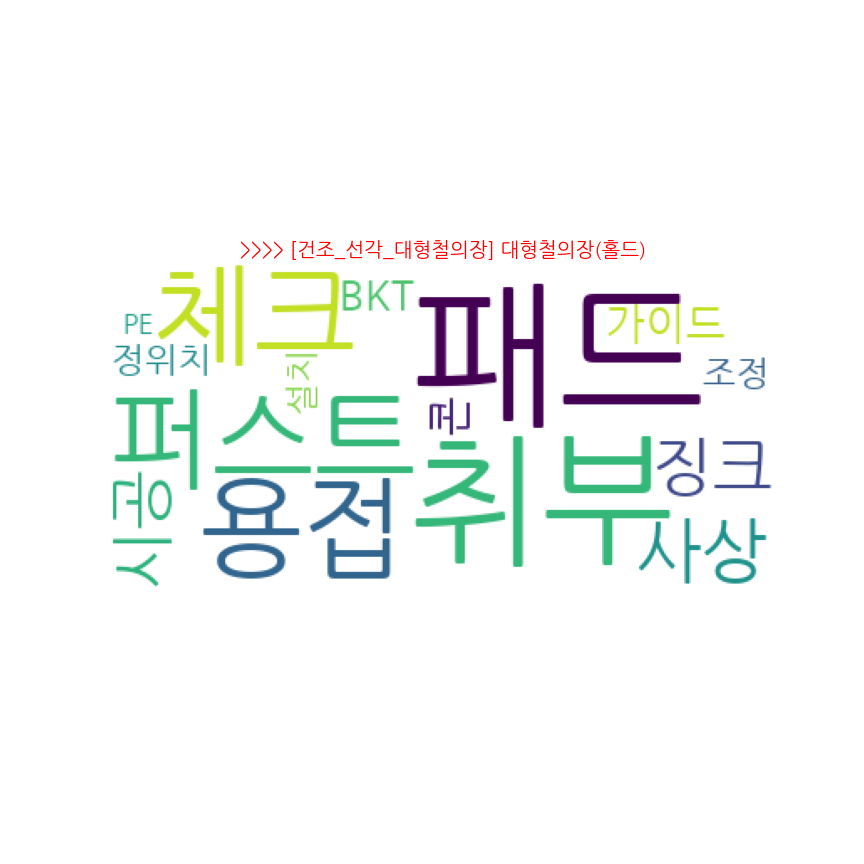 >>>> [건조_선각_대형철의장] 대형철의장(홀드)
체크
BKT
패드
가이드
PE
정위치
설치
조정
퍼스트
콘
취부
징크
시공
용접
사상